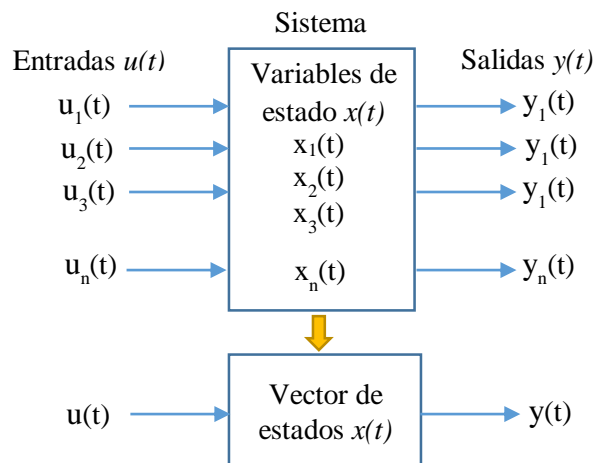 Sistema
Entradas u(t)
Variables de
estado x(t)
Salidas y(t)
u₁(t)
y₁(t)
u₂(t)
x₁(t)
y₁(t)
u₃(t)
x₂(t)
y₁(t)
x₃(t)
uₙ(t)
xₙ(t)
yₙ(t)
u(t)
Vector de
estados x(t)
y(t)